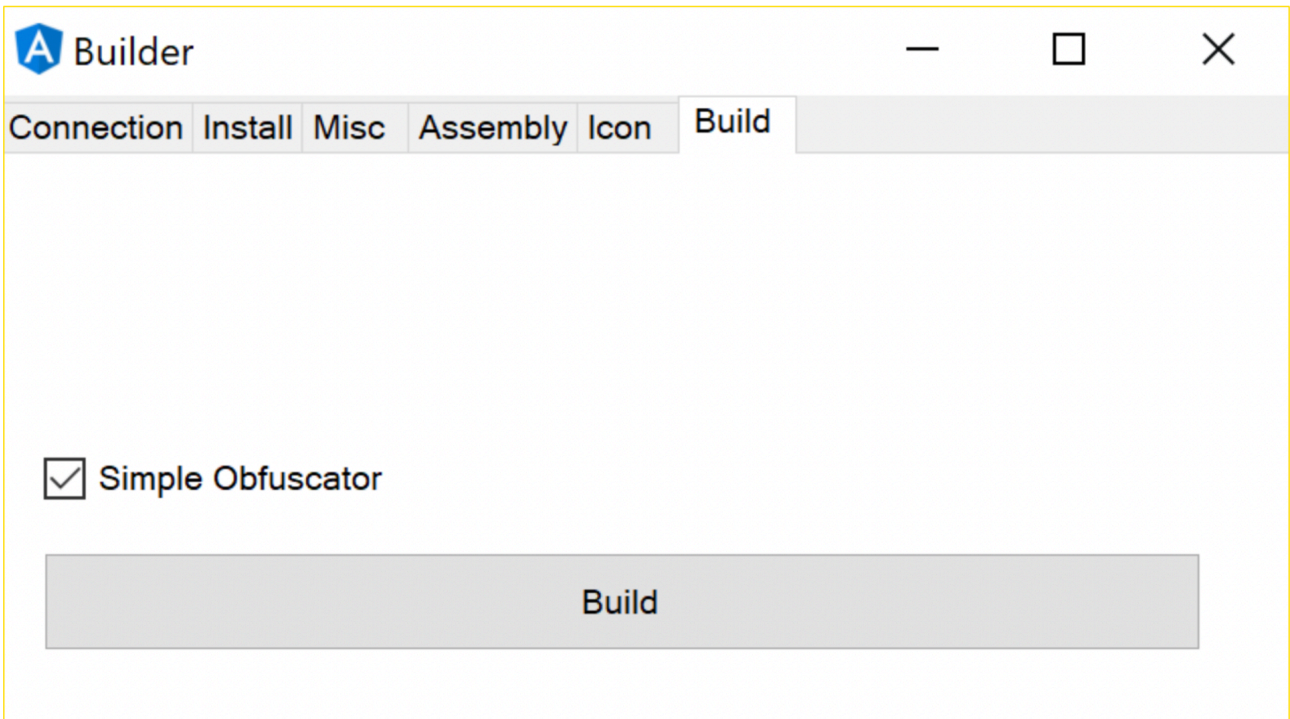 Builder
Connection Install Misc Assembly Icon Build
Simple Obfuscator
Build